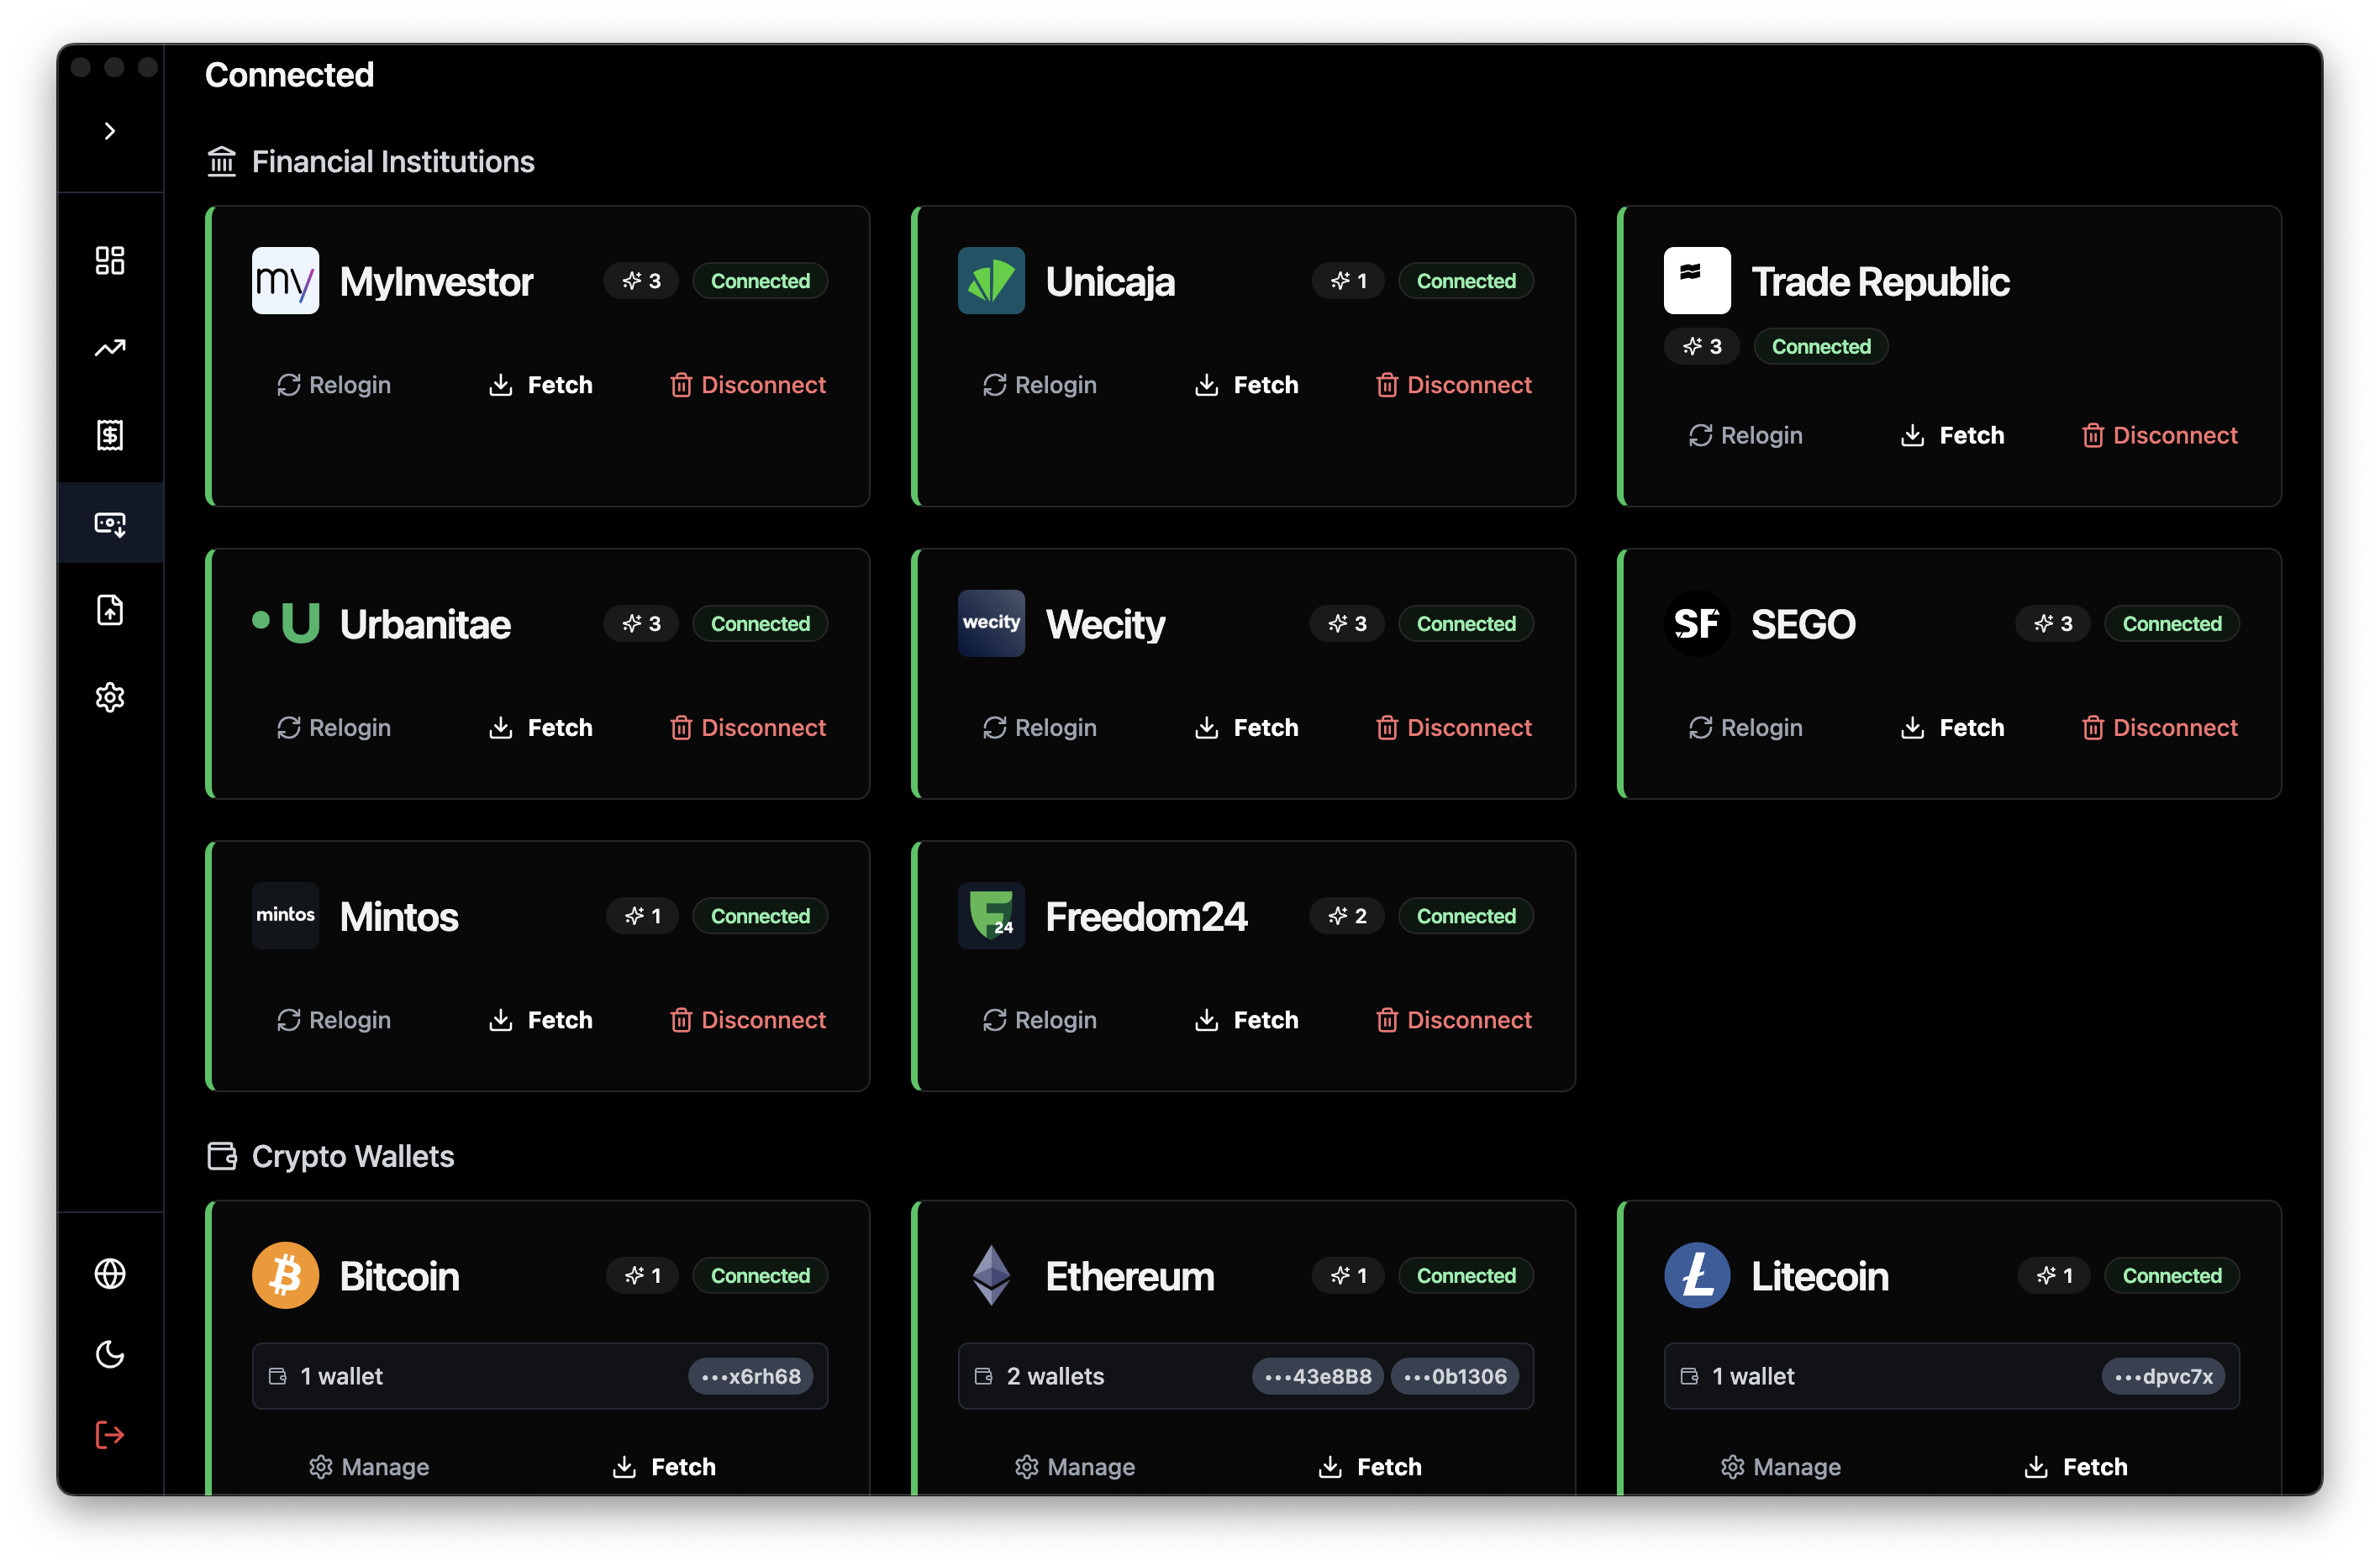 Connected
Financial Institutions
my MyInvestor 3 Connected
Relogin Fetch Disconnect
Unicaja 1 Connected
Relogin Fetch Disconnect
Trade Republic
3 Connected
Relogin Fetch Disconnect
U Urbanitae 3 Connected
Relogin Fetch Disconnect
wecity Wecity 3 Connected
Relogin Fetch Disconnect
SF SEGO 3 Connected
Relogin Fetch Disconnect
mintos Mintos 1 Connected
Relogin Fetch Disconnect
F24 Freedom24 2 Connected
Relogin Fetch Disconnect
Crypto Wallets
Bitcoin 1 Connected
1 wallet •••x6rh68
Manage Fetch
Ethereum 1 Connected
2 wallets •••43e8B8 •••0b1306
Manage Fetch
Litecoin 1 Connected
1 wallet •••dpvc7x
Manage Fetch